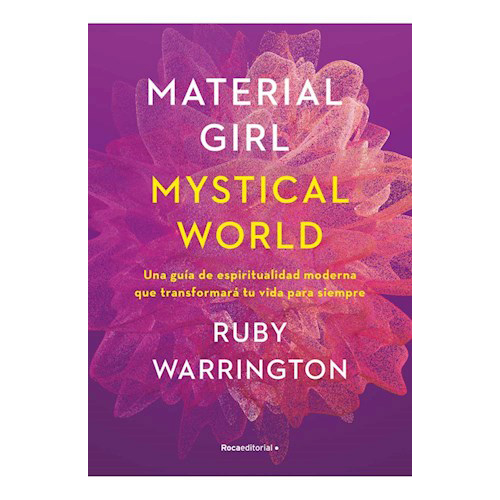 MATERIAL
GIRL
MYSTICAL
WORLD
Una guía de espiritualidad moderna
que transformará tu vida para siempre
RUBY
WARRINGTON
Rocaeditorial